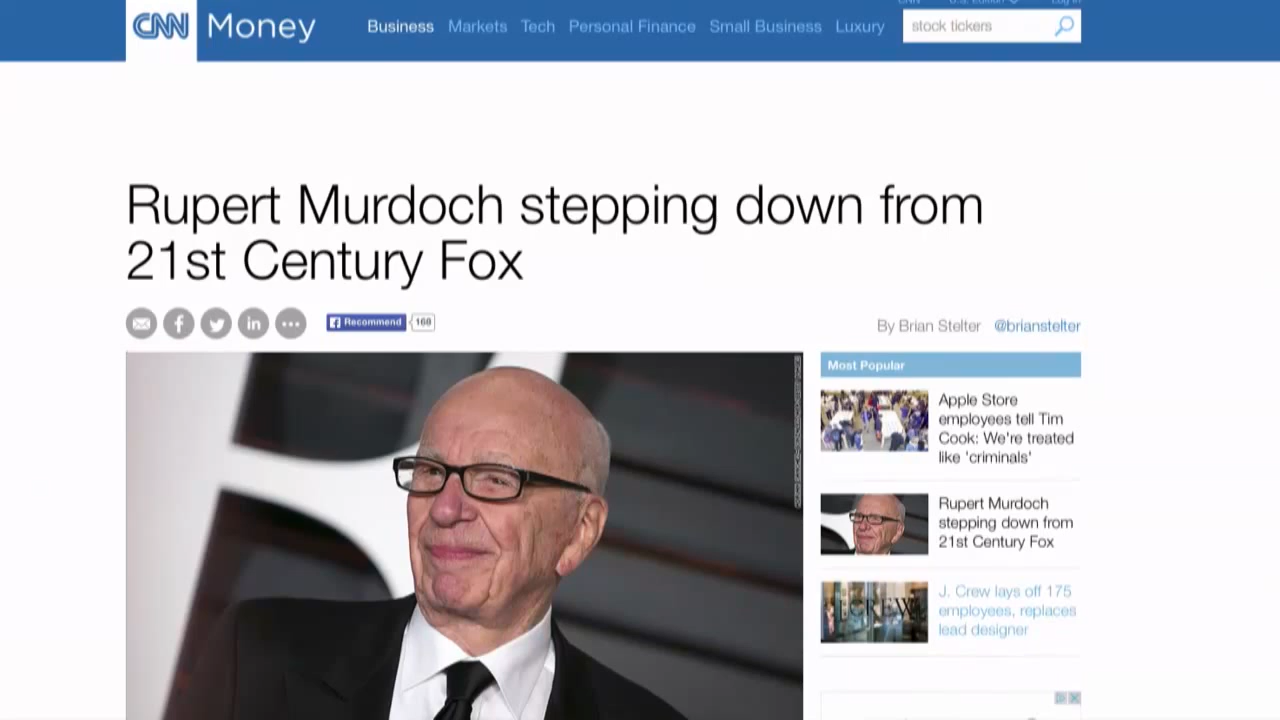 CNN Money
Business Markets Tech Personal Finance Small Business Luxury
stock tickers
Rupert Murdoch stepping down from
21st Century Fox
Recommend 168
By Brian Stelter @brianstelter
Most Popular
Apple Store
employees tell Tim
Cook: We're treated
like 'criminals'
Rupert Murdoch
stepping down from
21st Century Fox
J.CREW
J. Crew lays off 175
employees, replaces
lead designer